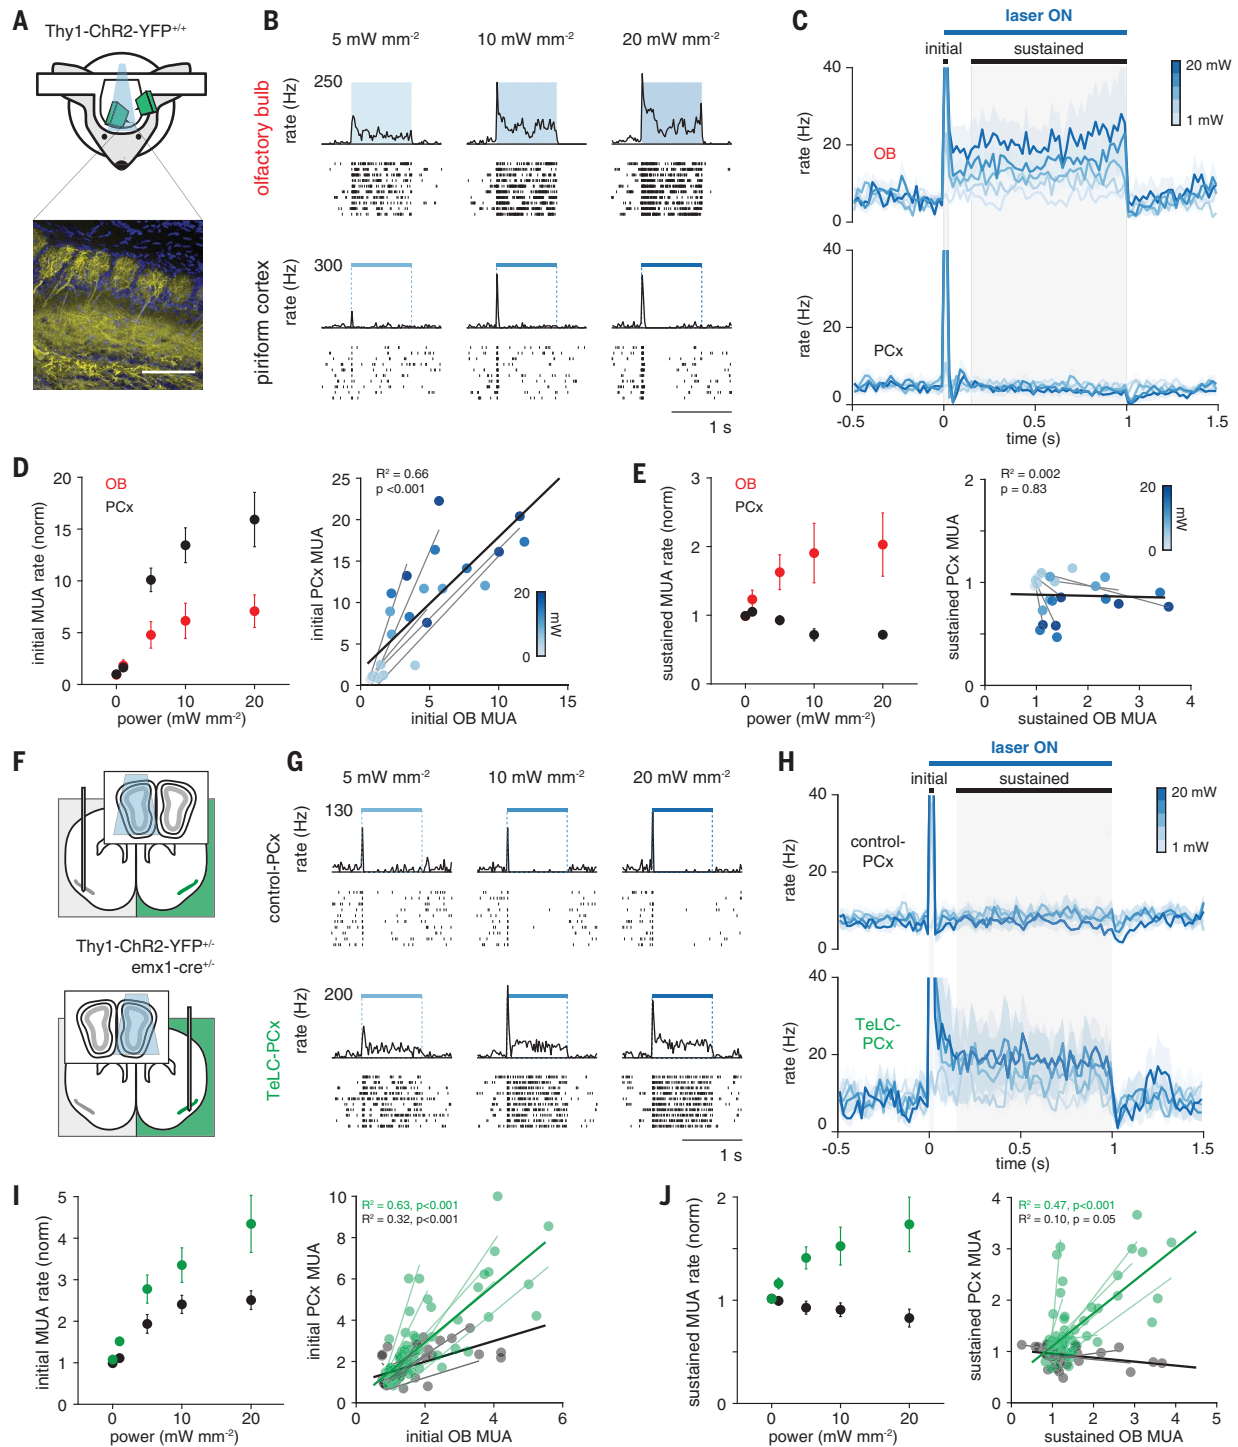 A
Thy1-ChR2-YFP+/+
B
5 mW mm-2
10 mW mm-2
20 mW mm-2
olfactory bulb
rate (Hz)
250
piriform cortex
rate (Hz)
300
1 s
C
laser ON
initial
sustained
40
20
0
rate (Hz)
OB
20 mW
1 mW
40
20
0
rate (Hz)
PCx
-0.5
0
0.5
1
1.5
time (s)
D
20
15
10
5
0
initial MUA rate (norm)
OB
PCx
0
10
20
power (mW mm-2)
25
20
15
10
5
0
initial PCx MUA
R² = 0.66
p <0.001
20
0
mW
0
5
10
15
initial OB MUA
E
3
2
1
0
sustained MUA rate (norm)
OB
PCx
0
10
20
power (mW mm-2)
2
1
0
sustained PCx MUA
R² = 0.002
p = 0.83
20
0
mW
0
1
2
3
4
sustained OB MUA
F
Thy1-ChR2-YFP+/-
emx1-cre+/-
G
5 mW mm-2
10 mW mm-2
20 mW mm-2
control-PCx
rate (Hz)
130
TeLC-PCx
rate (Hz)
200
1 s
H
laser ON
initial
sustained
40
20
0
rate (Hz)
control-
PCx
20 mW
1 mW
40
20
0
rate (Hz)
TeLC-
PCx
-0.5
0
0.5
1
1.5
time (s)
I
5
4
3
2
1
0
initial MUA rate (norm)
0
10
20
power (mW mm-2)
10
8
6
4
2
0
initial PCx MUA
R² = 0.63, p<0.001
R² = 0.32, p<0.001
0
2
4
6
initial OB MUA
J
2
1
0
sustained MUA rate (norm)
0
10
20
power (mW mm-2)
4
3
2
1
0
sustained PCx MUA
R² = 0.47, p<0.001
R² = 0.10, p = 0.05
0
1
2
3
4
5
sustained OB MUA